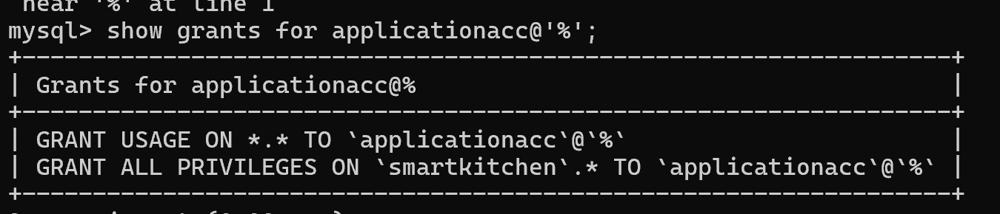 near '%' at line 1
mysql> show grants for applicationacc@'%';
+------------------------------------------------------------------+
| Grants for applicationacc@% |
+------------------------------------------------------------------+
| GRANT USAGE ON *.* TO `applicationacc`@`%` |
| GRANT ALL PRIVILEGES ON `smartkitchen`.* TO `applicationacc`@`%` |
+------------------------------------------------------------------+